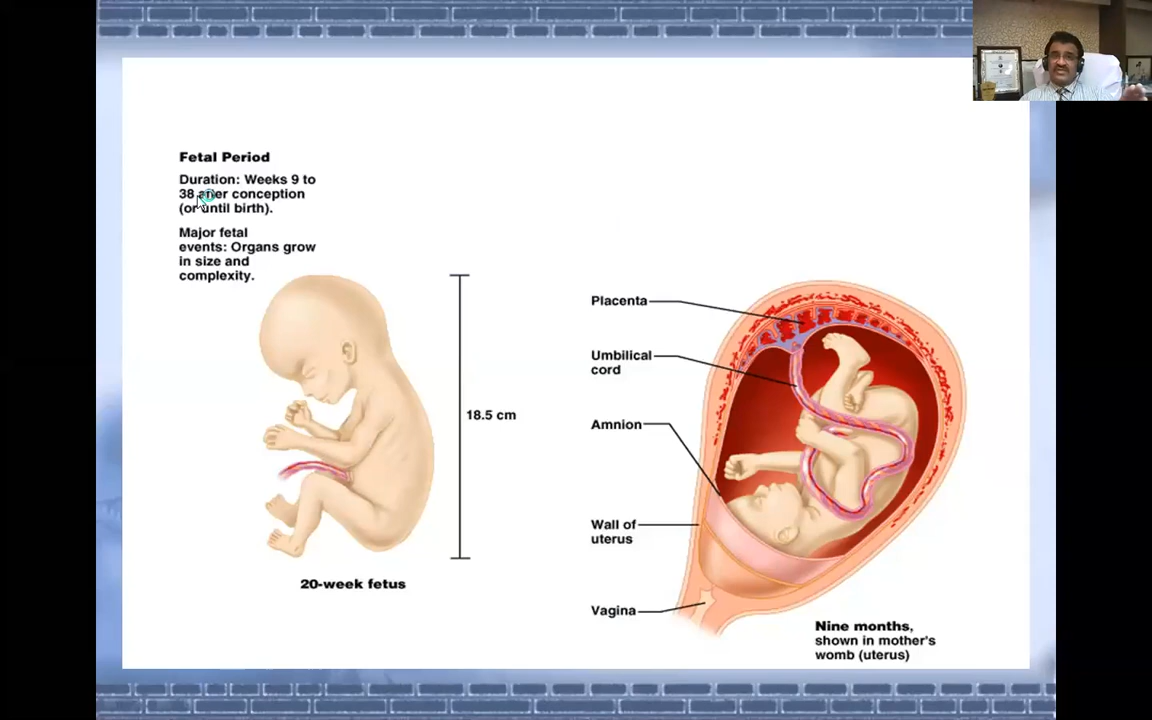 Fetal Period
Duration: Weeks 9 to
38 after conception
(or until birth).
Major fetal
events: Organs grow
in size and
complexity.
18.5 cm
20-week fetus
Placenta
Umbilical
cord
Amnion
Wall of
uterus
Vagina
Nine months,
shown in mother's
womb (uterus)